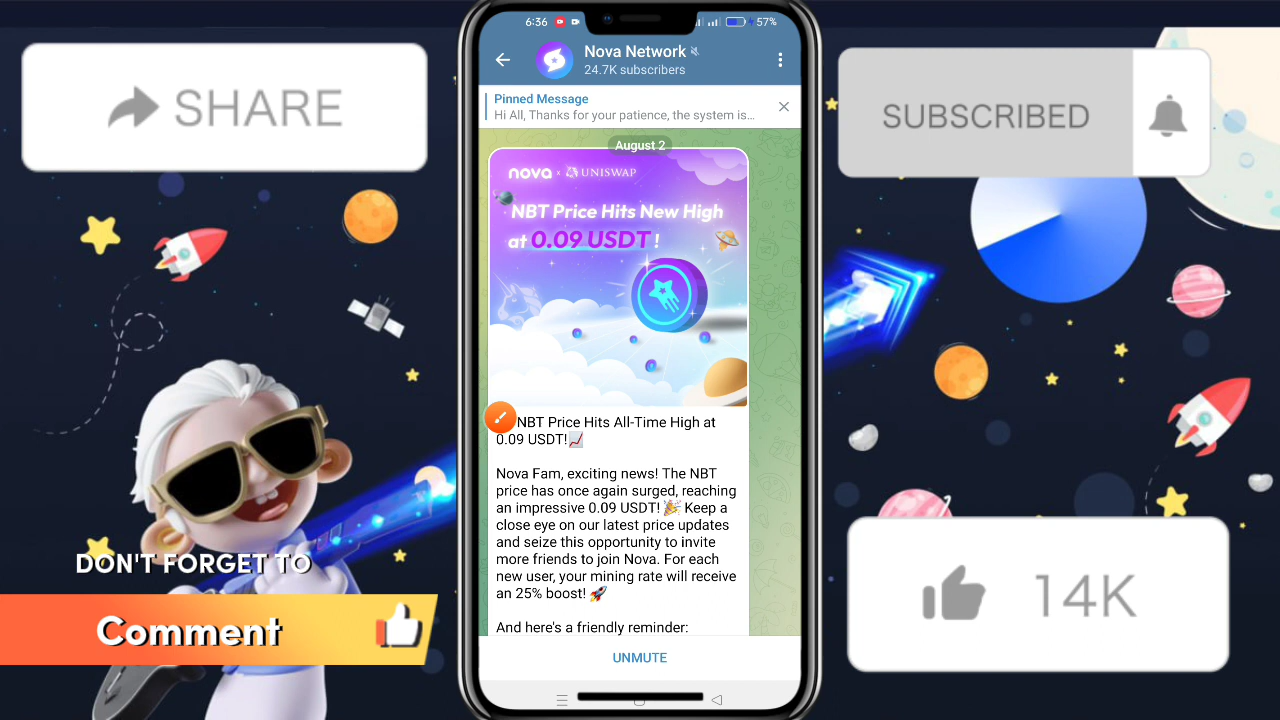 SHARE
6:36
57%
Nova Network
24.7K subscribers
Pinned Message
Hi All, Thanks for your patience, the system is...
August 2
nova x UNISWAP
NBT Price Hits New High
at 0.09 USDT !
NBT Price Hits All-Time High at
0.09 USDT!📈
Nova Fam, exciting news! The NBT
price has once again surged, reaching
an impressive 0.09 USDT! 🎉 Keep a
close eye on our latest price updates
and seize this opportunity to invite
more friends to join Nova. For each
new user, your mining rate will receive
an 25% boost! 🚀
And here's a friendly reminder:
UNMUTE
SUBSCRIBED
14K
DON'T FORGET TO
Comment